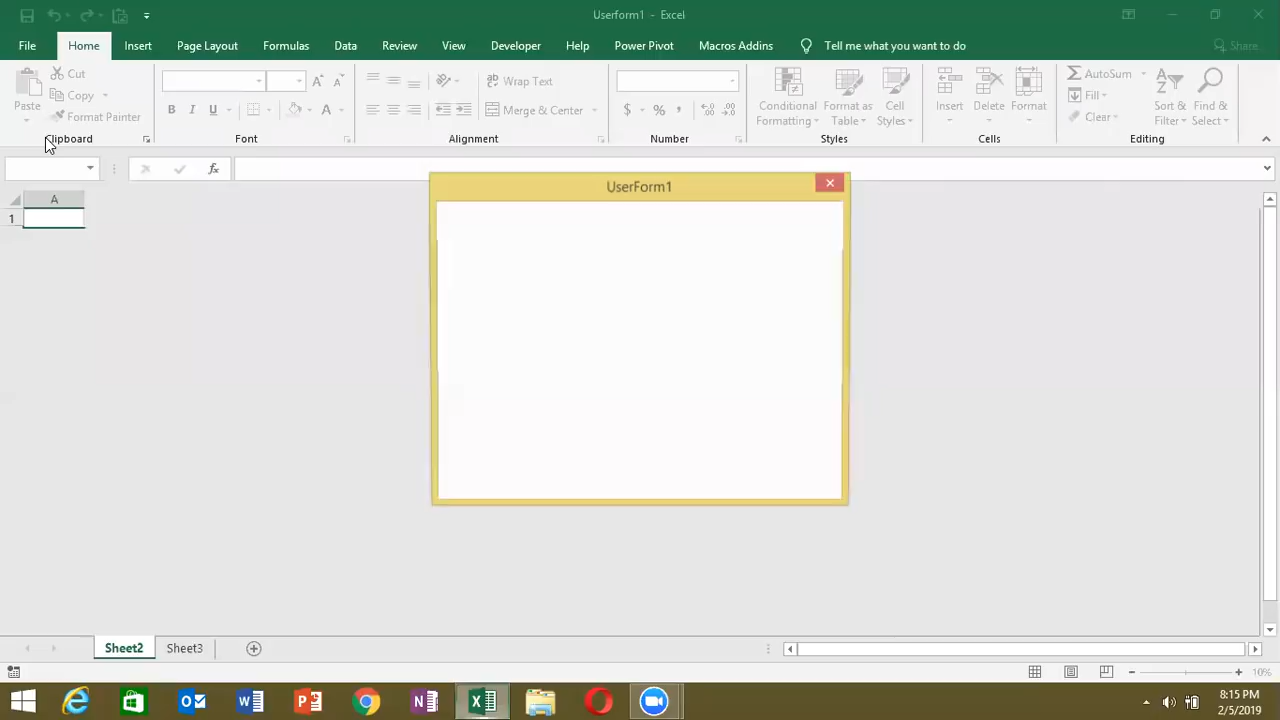 Userform1 - Excel
File Home Insert Page Layout Formulas Data Review View Developer Help Power Pivot Macros Addins Tell me what you want to do Share
Paste
Cut
Copy
Format Painter
Clipboard
B I U A
Font
Wrap Text
Merge & Center
Alignment
$ % ,
Number
Conditional Formatting
Format as Table
Cell Styles
Styles
Insert
Delete
Format
Cells
AutoSum
Fill
Clear
Sort & Filter
Find & Select
Editing
fx
A
1
UserForm1
Sheet2 Sheet3
10%
8:15 PM
2/5/2019